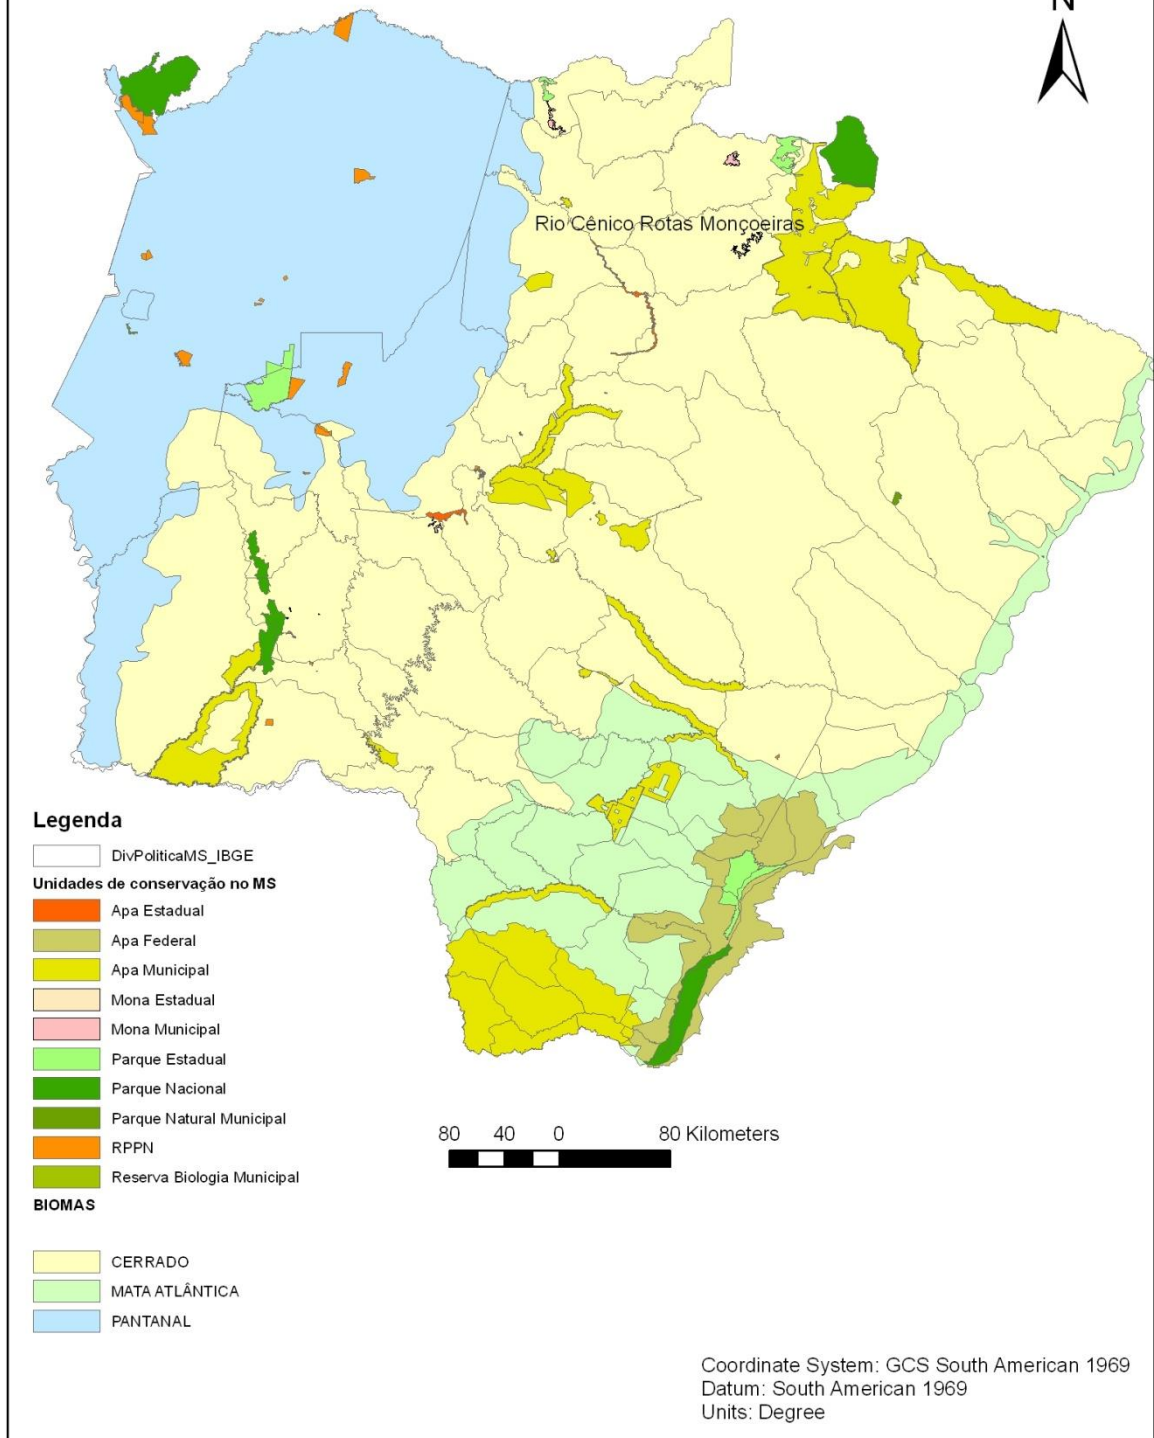 N
Rio Cênico Rotas Monçoeiras
Legenda
DivPoliticaMS_IBGE
Unidades de conservação no MS
Apa Estadual
Apa Federal
Apa Municipal
Mona Estadual
Mona Municipal
Parque Estadual
Parque Nacional
Parque Natural Municipal
RPPN
Reserva Biologia Municipal
BIOMAS
CERRADO
MATA ATLÂNTICA
PANTANAL
80 40 0 80 Kilometers
Coordinate System: GCS South American 1969
Datum: South American 1969
Units: Degree